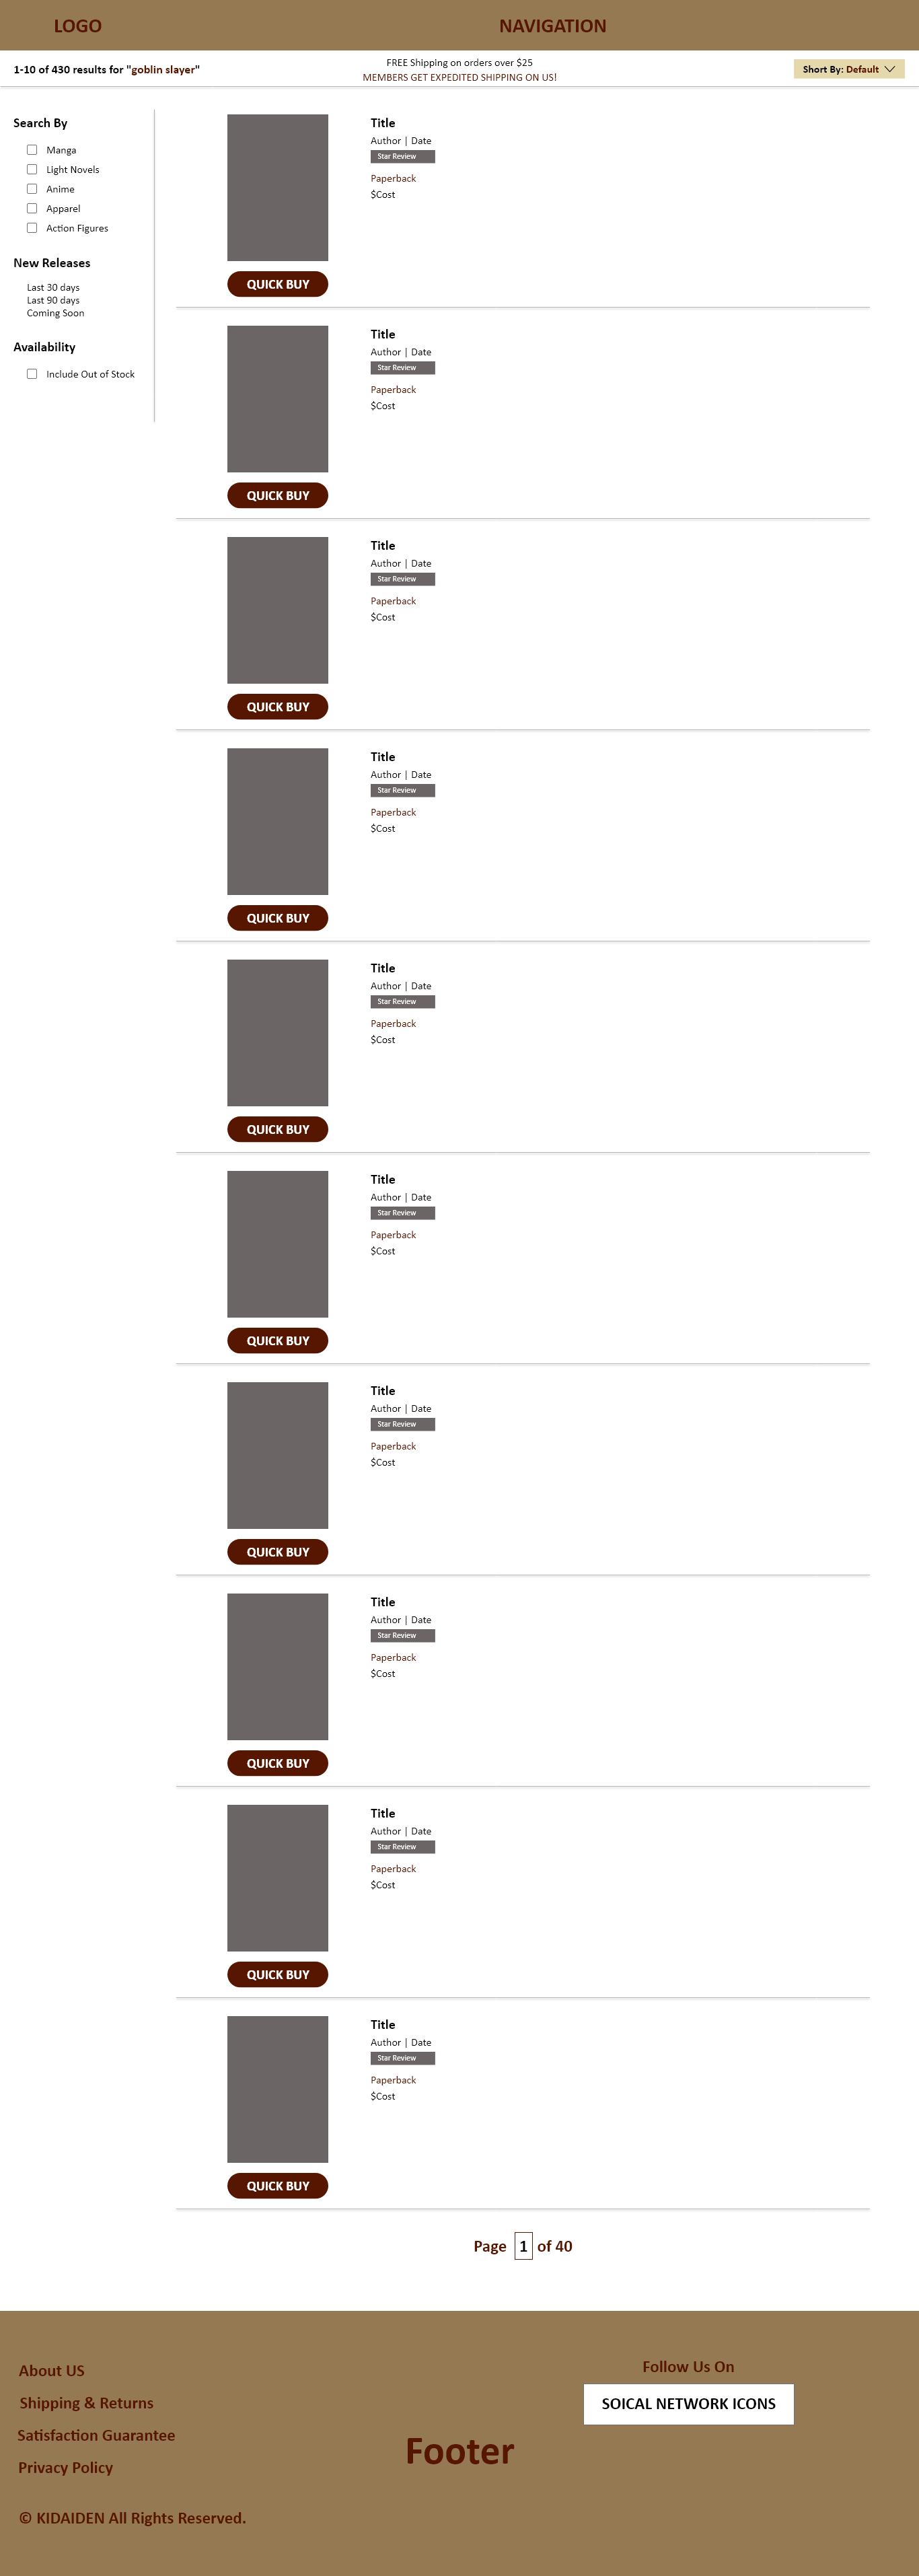 LOGO
NAVIGATION
1-10 of 430 results for "goblin slayer"
FREE Shipping on orders over $25
MEMBERS GET EXPEDITED SHIPPING ON US!
Short By: Default
Search By
Manga
Light Novels
Anime
Apparel
Action Figures
New Releases
Last 30 days
Last 90 days
Coming Soon
Availability
Include Out of Stock
Title
Author | Date
Star Review
Paperback
$Cost
QUICK BUY
Title
Author | Date
Star Review
Paperback
$Cost
QUICK BUY
Title
Author | Date
Star Review
Paperback
$Cost
QUICK BUY
Title
Author | Date
Star Review
Paperback
$Cost
QUICK BUY
Title
Author | Date
Star Review
Paperback
$Cost
QUICK BUY
Title
Author | Date
Star Review
Paperback
$Cost
QUICK BUY
Title
Author | Date
Star Review
Paperback
$Cost
QUICK BUY
Title
Author | Date
Star Review
Paperback
$Cost
QUICK BUY
Title
Author | Date
Star Review
Paperback
$Cost
QUICK BUY
Title
Author | Date
Star Review
Paperback
$Cost
QUICK BUY
Page 1 of 40
About US
Shipping & Returns
Satisfaction Guarantee
Privacy Policy
© KIDAIDEN All Rights Reserved.
Footer
Follow Us On
SOICAL NETWORK ICONS